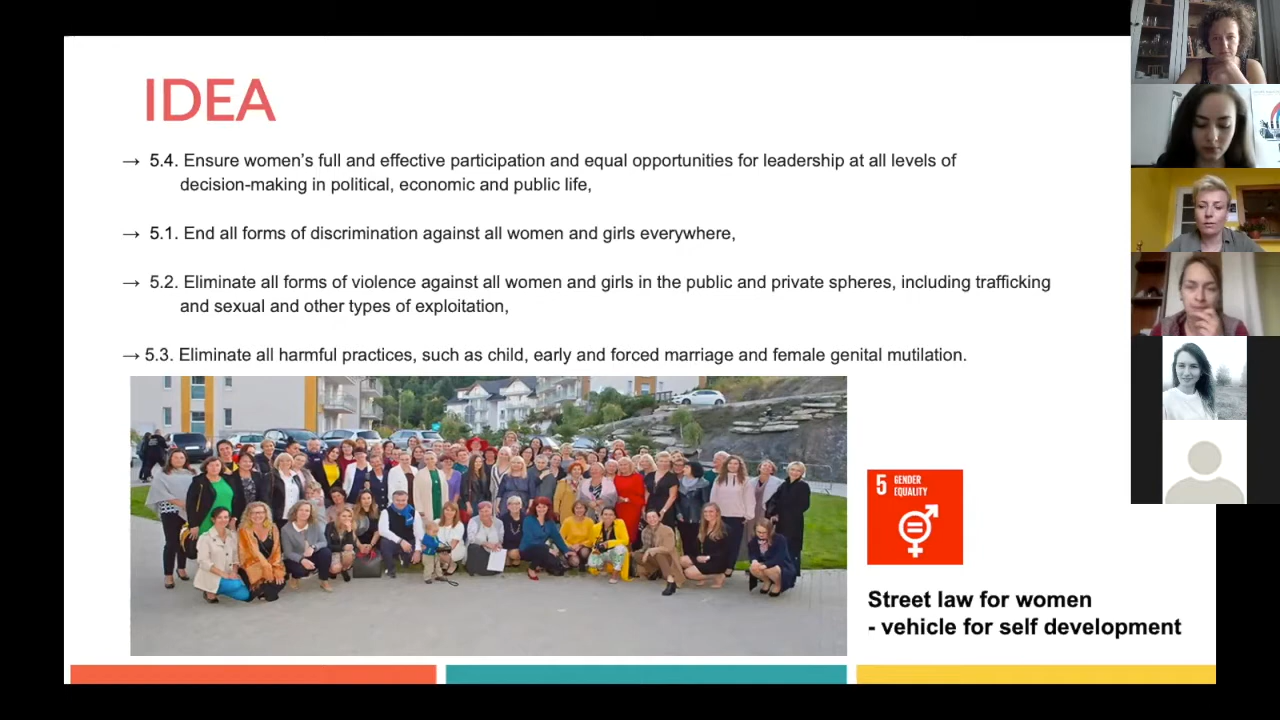 IDEA
→ 5.4. Ensure women’s full and effective participation and equal opportunities for leadership at all levels of
decision-making in political, economic and public life,
→ 5.1. End all forms of discrimination against all women and girls everywhere,
→ 5.2. Eliminate all forms of violence against all women and girls in the public and private spheres, including trafficking
and sexual and other types of exploitation,
→ 5.3. Eliminate all harmful practices, such as child, early and forced marriage and female genital mutilation.
5 GENDER
EQUALITY
Street law for women
- vehicle for self development